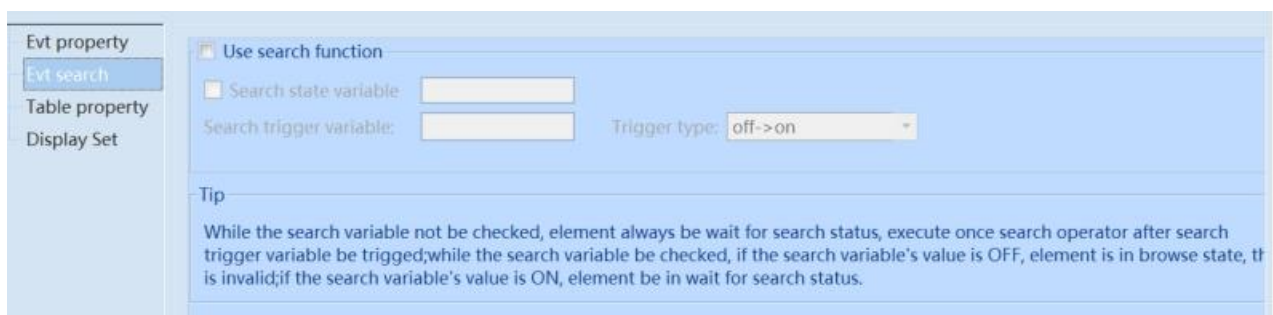 Evt property
Evt search
Table property
Display Set
Use search function
Search state variable
Search trigger variable:
Trigger type: off->on
Tip
While the search variable not be checked, element always be wait for search status, execute once search operator after search
trigger variable be trigged;while the search variable be checked, if the search variable's value is OFF, element is in browse state,
is invalid;if the search variable's value is ON, element be in wait for search status.